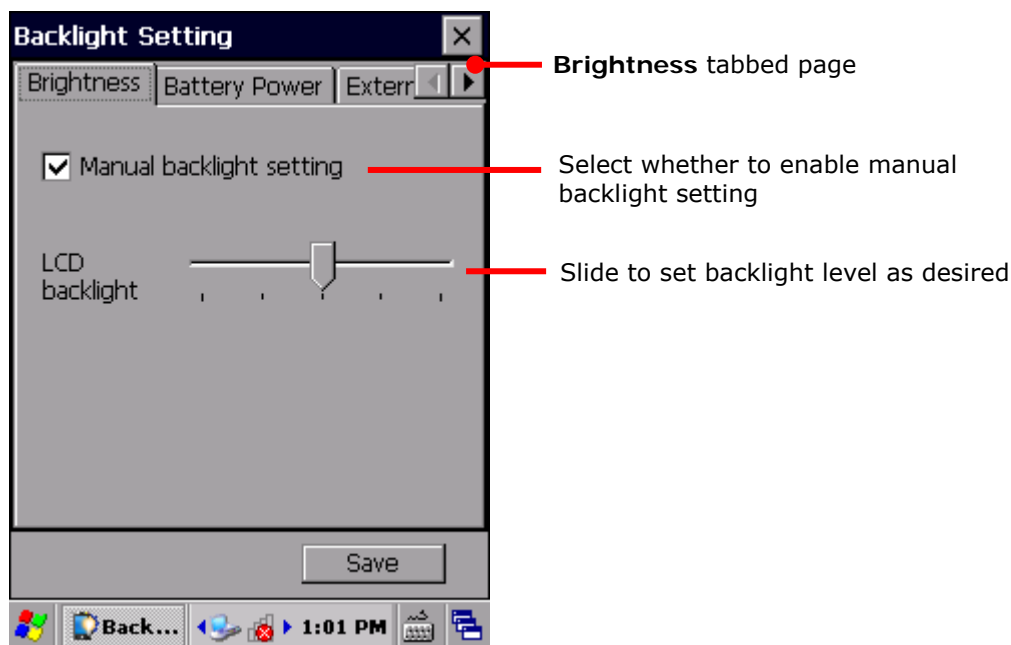 Backlight Setting
Brightness Battery Power Extern
Manual backlight setting
LCD
backlight
Save
Back... 1:01 PM
Brightness tabbed page
Select whether to enable manual
backlight setting
Slide to set backlight level as desired